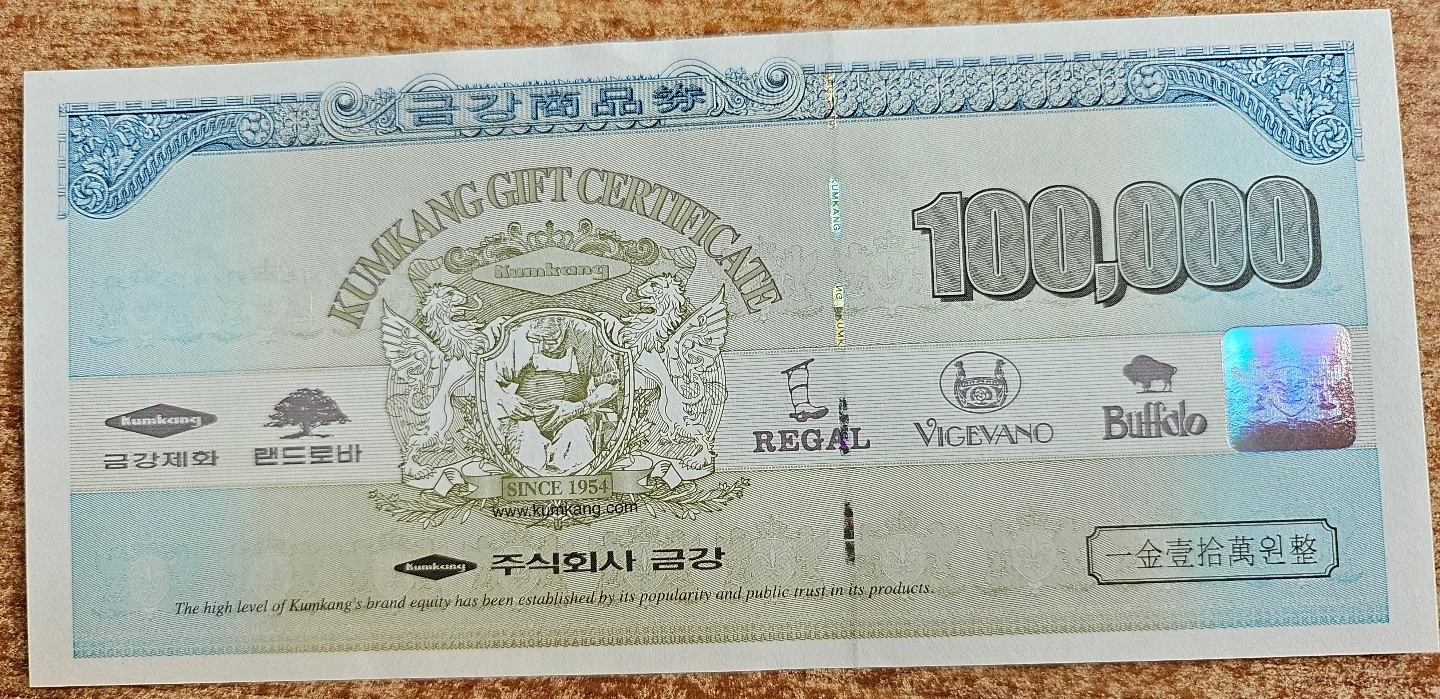 금강商品券
KUMKANG GIFT CERTIFICATE
100,000
Kumkang
KUMKANG
Kumkang
금강제화
랜드로바
REGAL
VIGEVANO
Buffalo
SINCE 1954
www.kumkang.com
Kumkang 주식회사 금강
一金壹拾萬원整
The high level of Kumkang's brand equity has been established by its popularity and public trust in its products.